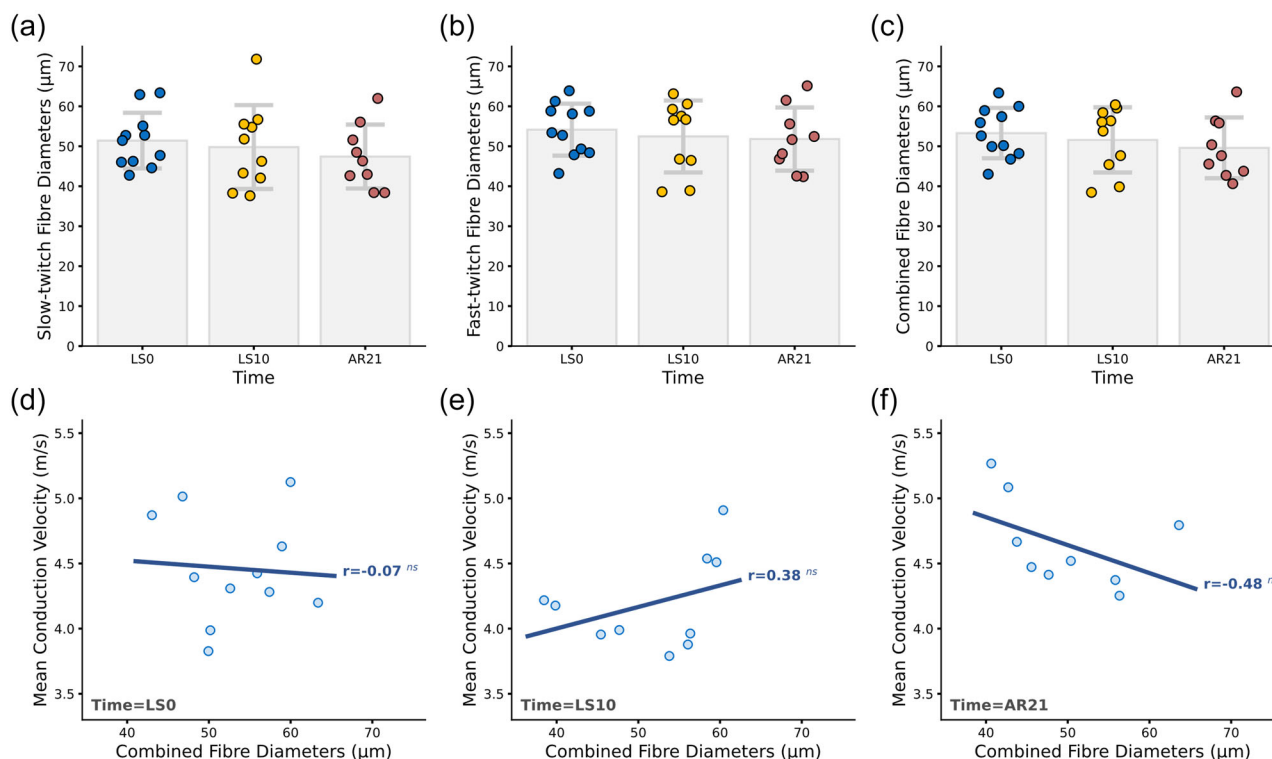 (a)
Slow-twitch Fibre Diameters (μm)
70
60
50
40
30
20
10
0
LS0 LS10 AR21
Time
(b)
Fast-twitch Fibre Diameters (μm)
70
60
50
40
30
20
10
0
LS0 LS10 AR21
Time
(c)
Combined Fibre Diameters (μm)
70
60
50
40
30
20
10
0
LS0 LS10 AR21
Time
(d)
Mean Conduction Velocity (m/s)
5.5
5.0
4.5
4.0
3.5
r=-0.07 ns
Time=LS0
40 50 60 70
Combined Fibre Diameters (μm)
(e)
Mean Conduction Velocity (m/s)
5.5
5.0
4.5
4.0
3.5
r=0.38 ns
Time=LS10
40 50 60 70
Combined Fibre Diameters (μm)
(f)
Mean Conduction Velocity (m/s)
5.5
5.0
4.5
4.0
3.5
r=-0.48
Time=AR21
40 50 60 70
Combined Fibre Diameters (μm)